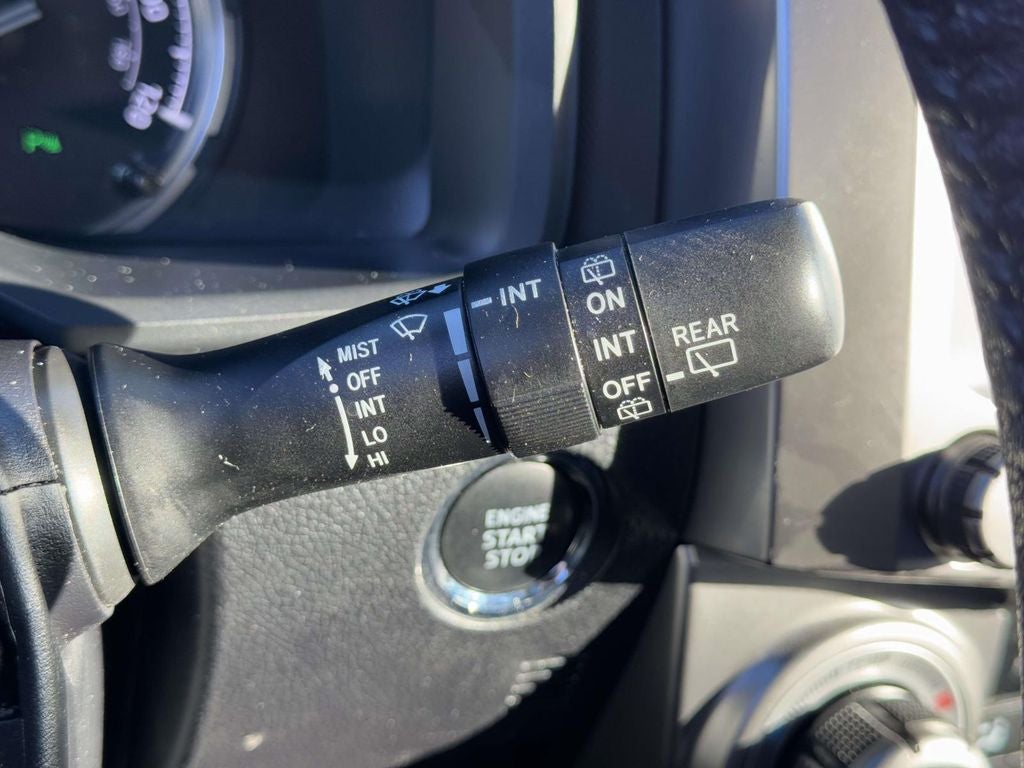 INT
ON
INT
OFF
REAR
MIST
OFF
INT
LO
HI
ENGINE
START
STOP